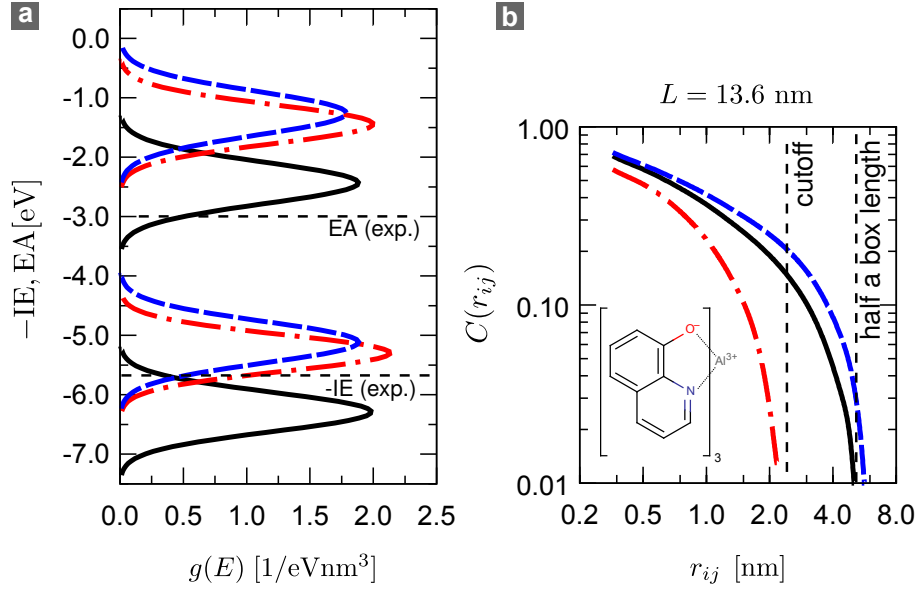 a
0.0
-1.0
-2.0
-3.0
-4.0
-5.0
-6.0
-7.0
−IE, EA [eV]
EA (exp.)
-IE (exp.)
0.0 0.5 1.0 1.5 2.0 2.5
g(E) [1/eVnm³]
b
L = 13.6 nm
1.00
0.10
0.01
C(rᵢⱼ)
cutoff
half a box length
O⁻
Al³⁺
N
3
0.2 0.5 1.0 2.0 4.0 8.0
rᵢⱼ [nm]